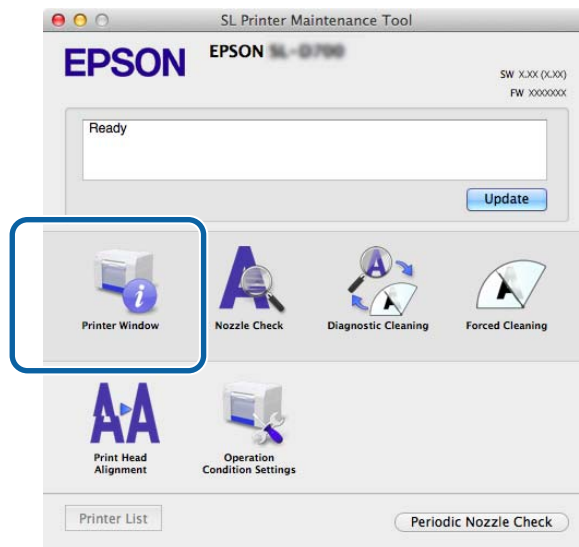 SL Printer Maintenance Tool
EPSON
EPSON
SW X.XX (X.XX)
FW XXXXXXX
Ready
Update
Printer Window
Nozzle Check
Diagnostic Cleaning
Forced Cleaning
Print Head
Alignment
Operation
Condition Settings
Printer List
Periodic Nozzle Check